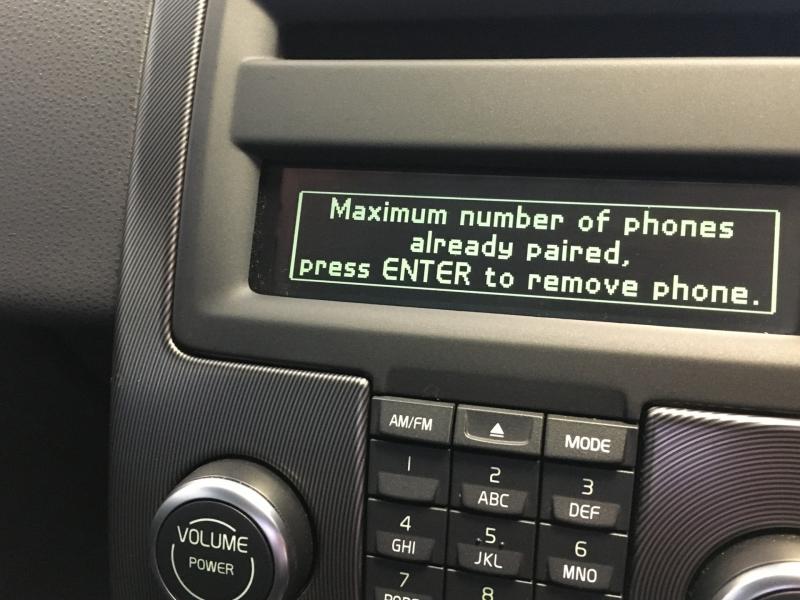 Maximum number of phones
already paired,
press ENTER to remove phone.
AM/FM
MODE
1
2
ABC
3
DEF
4
GHI
.5.
JKL
6
MNO
7
8
VOLUME
POWER